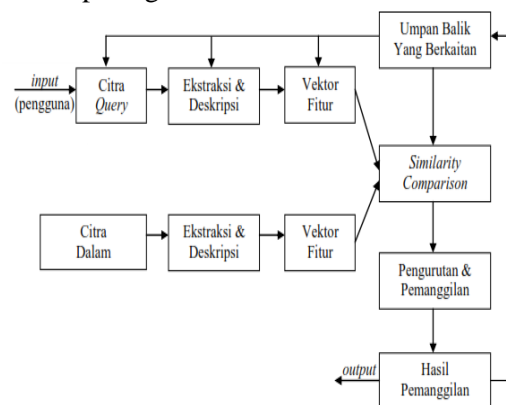 Umpan Balik
Yang Berkaitan
input
(pengguna)
Citra
Query
Ekstraksi &
Deskripsi
Vektor
Fitur
Similarity
Comparison
Citra
Dalam
Ekstraksi &
Deskripsi
Vektor
Fitur
Pengurutan &
Pemanggilan
output
Hasil
Pemanggilan